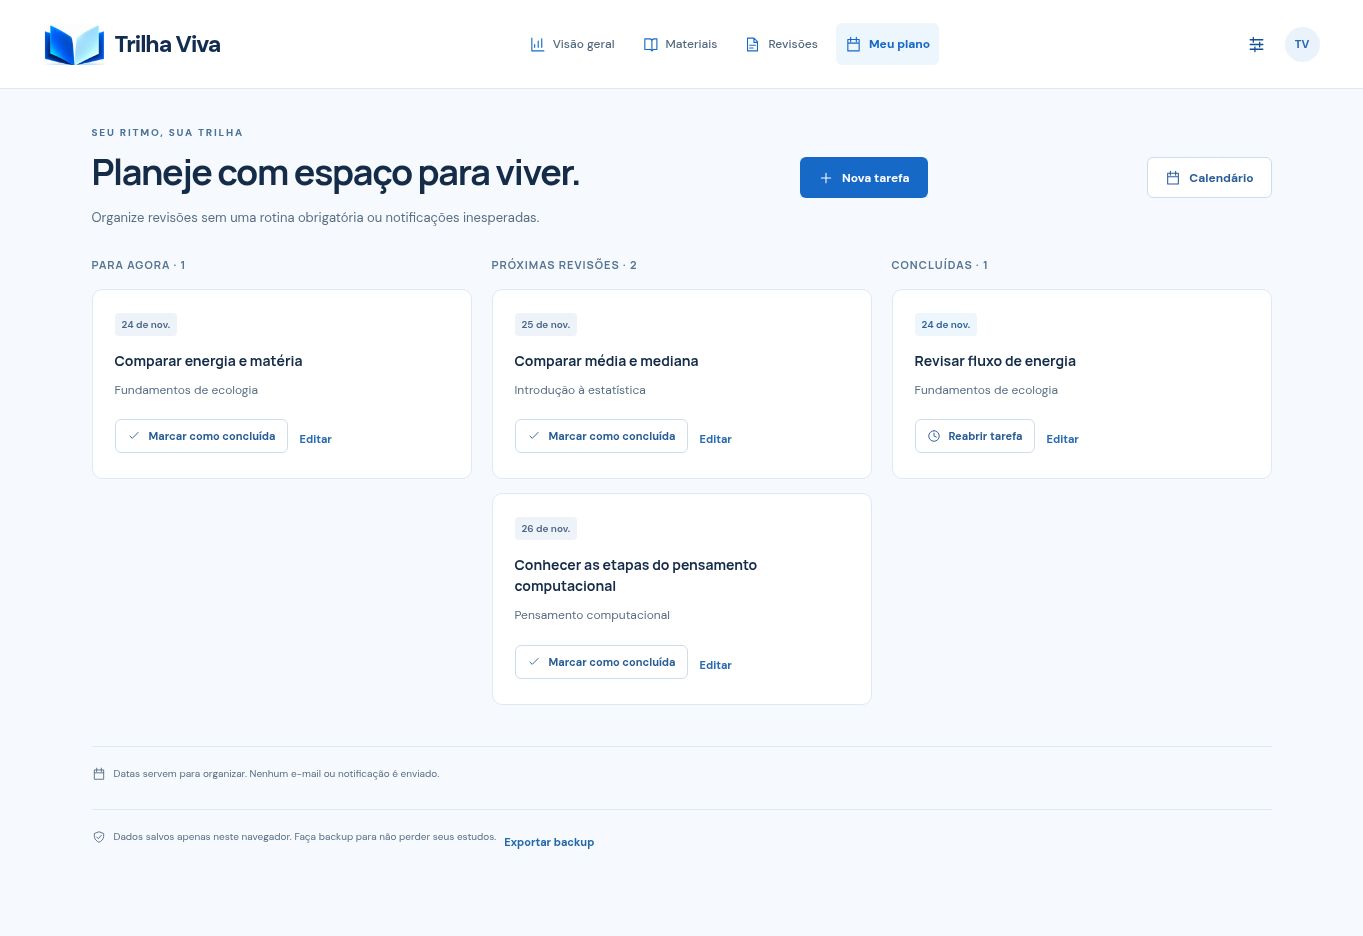 Trilha Viva
Visão geral
Materiais
Revisões
Meu plano
TV
SEU RITMO, SUA TRILHA
Planeje com espaço para viver.
Organize revisões sem uma rotina obrigatória ou notificações inesperadas.
Nova tarefa
Calendário
PARA AGORA · 1
24 de nov.
Comparar energia e matéria
Fundamentos de ecologia
Marcar como concluída
Editar
PRÓXIMAS REVISÕES · 2
25 de nov.
Comparar média e mediana
Introdução à estatística
Marcar como concluída
Editar
26 de nov.
Conhecer as etapas do pensamento
computacional
Pensamento computacional
Marcar como concluída
Editar
CONCLUÍDAS · 1
24 de nov.
Revisar fluxo de energia
Fundamentos de ecologia
Reabrir tarefa
Editar
Datas servem para organizar. Nenhum e-mail ou notificação é enviado.
Dados salvos apenas neste navegador. Faça backup para não perder seus estudos.
Exportar backup